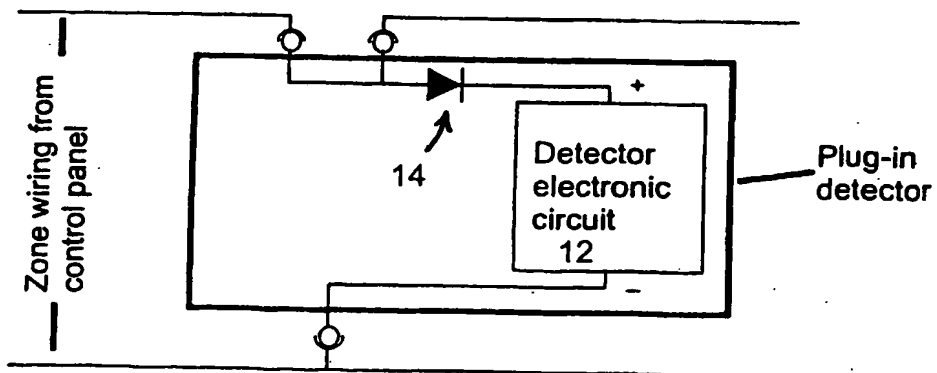 Zone wiring from
control panel
14
+
Detector
electronic
circuit
12
–
Plug-in
detector